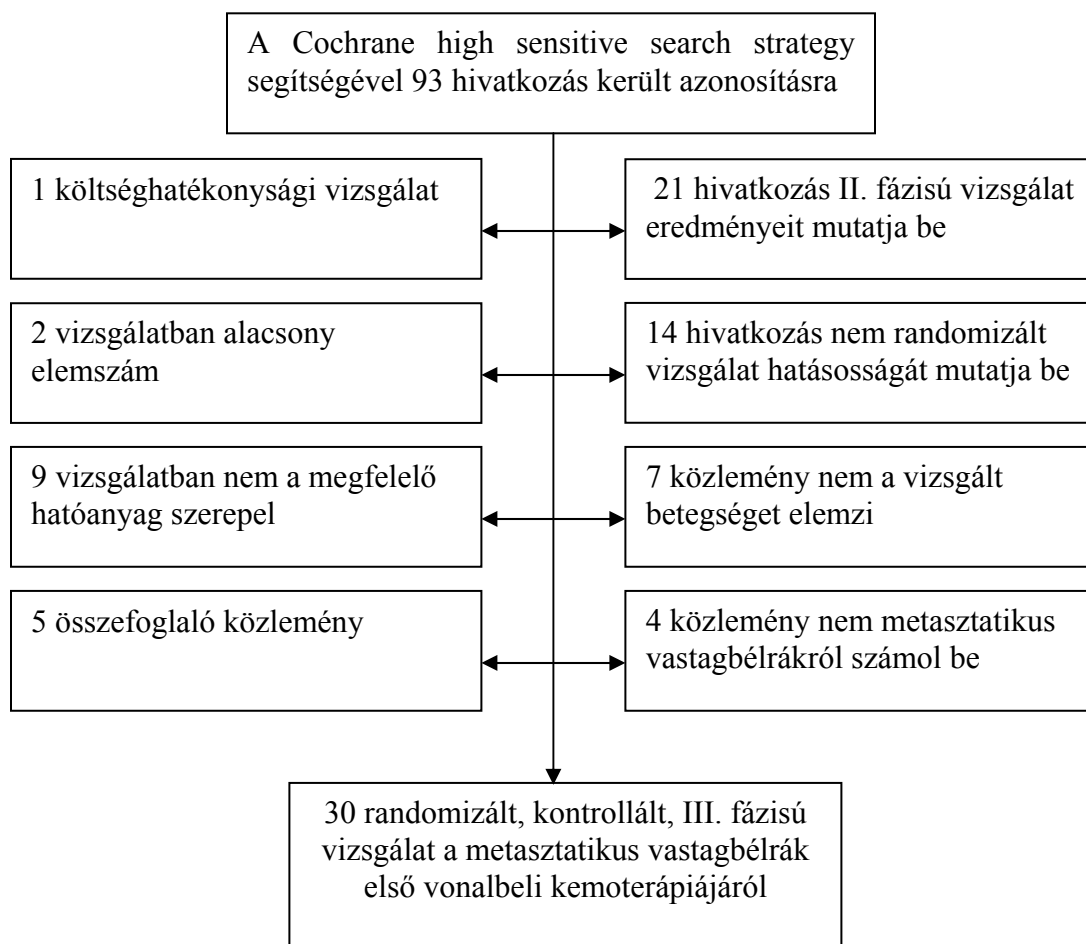 A Cochrane high sensitive search strategy
segítségével 93 hivatkozás került azonosításra
1 költséghatékonysági vizsgálat
21 hivatkozás II. fázisú vizsgálat
eredményeit mutatja be
2 vizsgálatban alacsony
elemszám
14 hivatkozás nem randomizált
vizsgálat hatásosságát mutatja be
9 vizsgálatban nem a megfelelő
hatóanyag szerepel
7 közlemény nem a vizsgált
betegséget elemzi
5 összefoglaló közlemény
4 közlemény nem metasztatikus
vastagbélrákról számol be
30 randomizált, kontrollált, III. fázisú
vizsgálat a metasztatikus vastagbélrák
első vonalbeli kemoterápiájáról